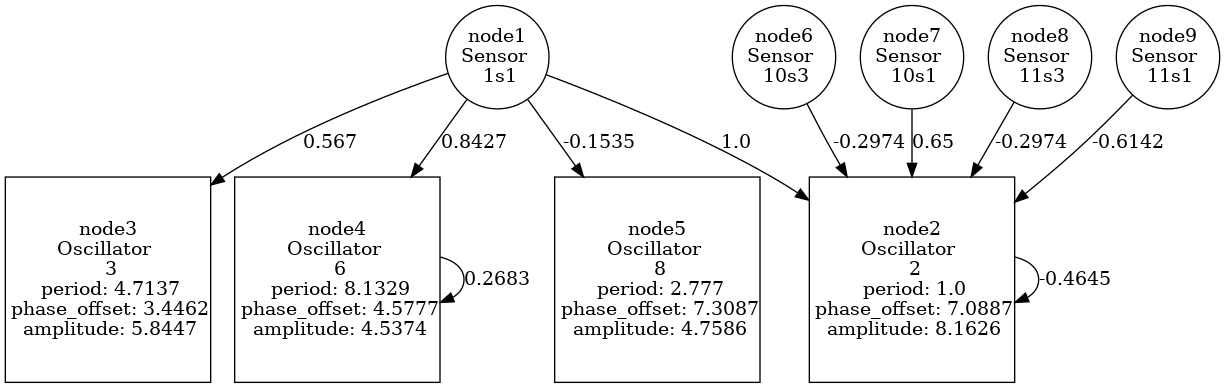 node1
Sensor
1s1
node6
Sensor
10s3
node7
Sensor
10s1
node8
Sensor
11s3
node9
Sensor
11s1
0.567
0.8427
-0.1535
1.0
-0.2974
0.65
-0.2974
-0.6142
node3
Oscillator
3
period: 4.7137
phase_offset: 3.4462
amplitude: 5.8447
node4
Oscillator
6
period: 8.1329
phase_offset: 4.5777
amplitude: 4.5374
0.2683
node5
Oscillator
8
period: 2.777
phase_offset: 7.3087
amplitude: 4.7586
node2
Oscillator
2
period: 1.0
phase_offset: 7.0887
amplitude: 8.1626
-0.4645